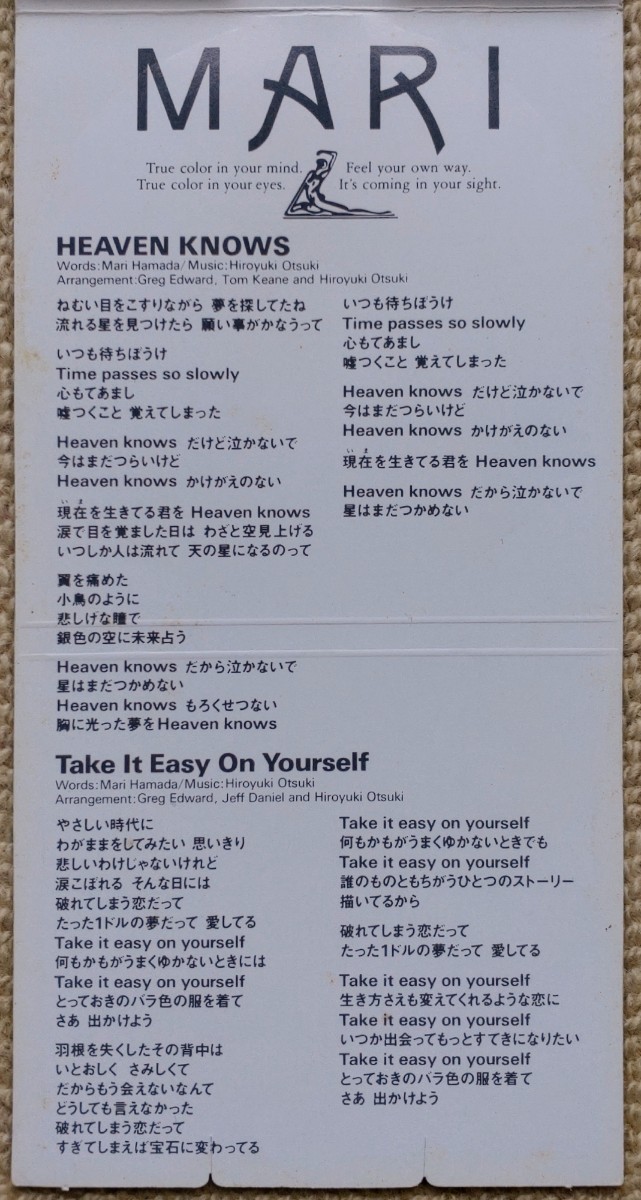 MARI
True color in your mind. Feel your own way.
True color in your eyes. It's coming in your sight.
HEAVEN KNOWS
Words:Mari Hamada/Music:Hiroyuki Otsuki
Arrangement:Greg Edward, Tom Keane and Hiroyuki Otsuki
ねむい目をこすりながら 夢を探してたね
流れる星を見つけたら 願い事がかなうって
いつも待ちぼうけ
Time passes so slowly
心もてあまし
嘘つくこと 覚えてしまった
Heaven knows だけど泣かないで
今はまだつらいけど
Heaven knows かけがえのない
いま
現在を生きてる君を Heaven knows
涙で目を覚ました日は わざと空見上げる
いつしか人は流れて 天の星になるのって
翼を痛めた
小鳥のように
悲しげな瞳で
銀色の空に未来占う
Heaven knows だから泣かないで
星はまだつかめない
Heaven knows もろくせつない
胸に光った夢をHeaven knows
いつも待ちぼうけ
Time passes so slowly
心もてあまし
嘘つくこと 覚えてしまった
Heaven knows だけど泣かないで
今はまだつらいけど
Heaven knows かけがえのない
いま
現在を生きてる君を Heaven knows
Heaven knows だから泣かないで
星はまだつかめない
Take It Easy On Yourself
Words:Mari Hamada/Music:Hiroyuki Otsuki
Arrangement:Greg Edward, Jeff Daniel and Hiroyuki Otsuki
やさしい時代に
わがままをしてみたい 思いきり
悲しいわけじゃないけれど
涙こぼれる そんな日には
破れてしまう恋だって
たった1ドルの夢だって 愛してる
Take it easy on yourself
何もかもがうまくゆかないときには
Take it easy on yourself
とっておきのバラ色の服を着て
さあ 出かけよう
羽根を失くしたその背中は
いとおしく さみしくて
だからもう会えないなんて
どうしても言えなかった
破れてしまう恋だって
すぎてしまえば宝石に変わってる
Take it easy on yourself
何もかもがうまくゆかないときでも
Take it easy on yourself
誰のものともちがうひとつのストーリー
描いてるから
破れてしまう恋だって
たった1ドルの夢だって 愛してる
Take it easy on yourself
生き方さえも変えてくれるような恋に
Take it easy on yourself
いつか出会ってもっとすてきになりたい
Take it easy on yourself
とっておきのバラ色の服を着て
さあ 出かけよう